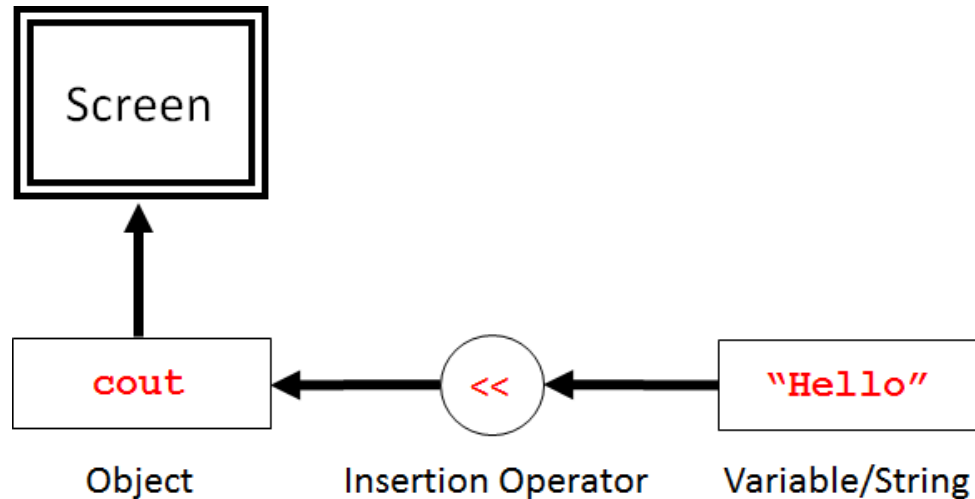 Screen
cout
<<
“Hello”
Object
Insertion Operator
Variable/String